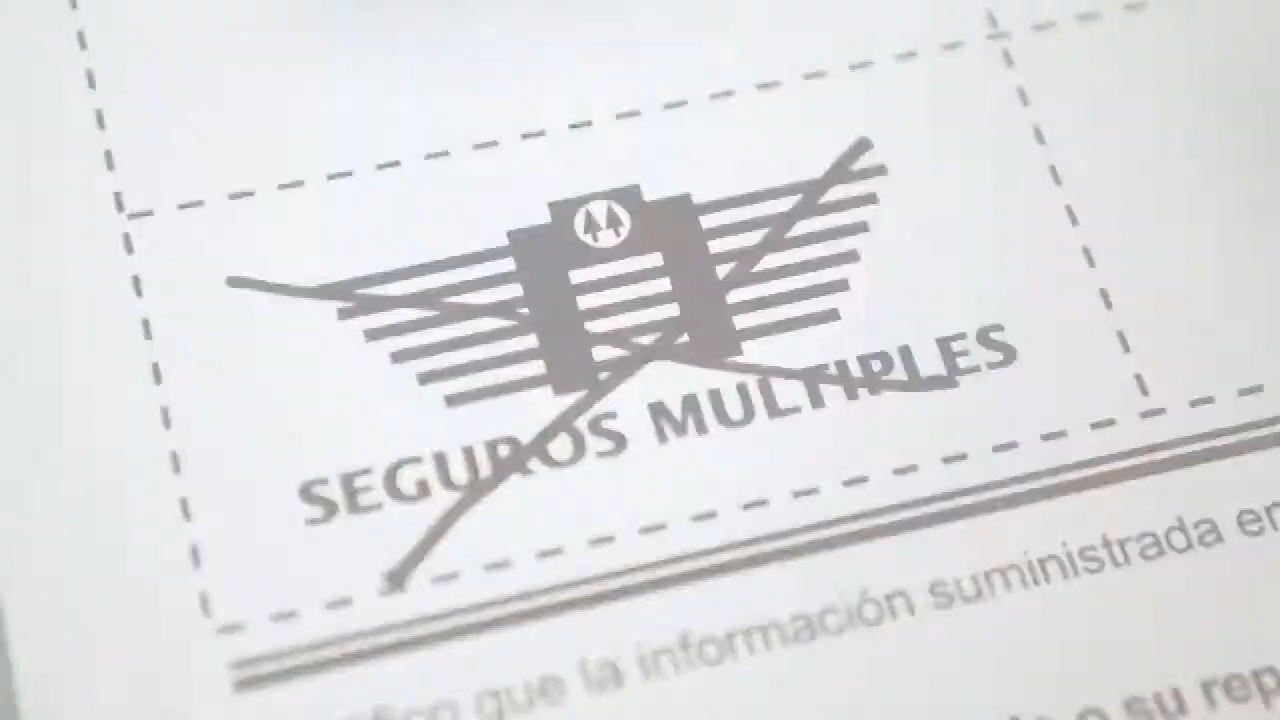 SEGUROS MULTIPLES
que la información suministrada en
o su rep